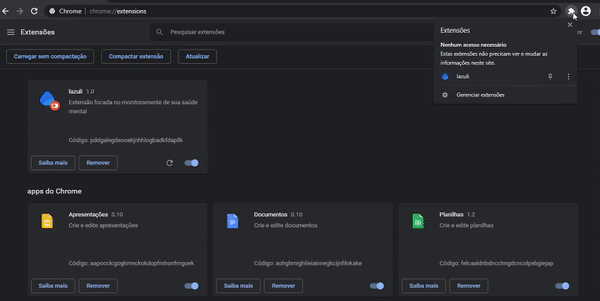 Chrome | chrome://extensions
Extensões
Pesquisar extensões
Carregar sem compactação
Compactar extensão
Atualizar
Extensões
Nenhum acesso necessário
Estas extensões não precisam ver e mudar as
informações neste site.
lazuli
Gerenciar extensões
lazuli 1.0
Extensão focada no monitoramente de sua saúde
mental
Código: pddgalegdeooekjnhhlogbadkfdapllk
Saiba mais
Remover
apps do Chrome
Apresentações 0.10
Crie e edite apresentações
Código: aapocclcgogkmnckokdopfmhonfmgoek
Saiba mais
Remover
Documentos 0.10
Crie e edite documentos
Código: aohghmighlieiainnegkcijnfilokake
Saiba mais
Remover
Planilhas 1.2
Crie e edite planilhas
Código: felcaaldnbdncclmgdcncolpebgiejap
Saiba mais
Remover